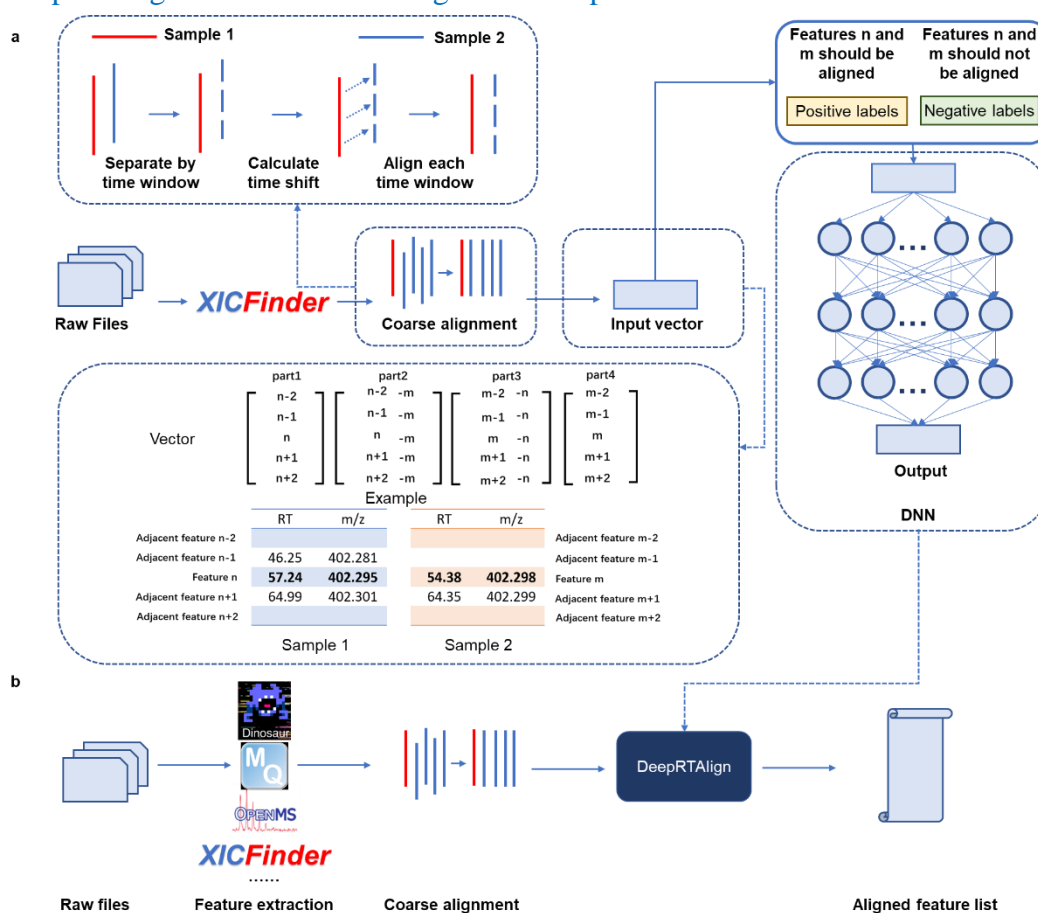 a
Sample 1
Sample 2
Separate by
time window
Calculate
time shift
Align each
time window
Features n and
m should be
aligned
Features n and
m should not
be aligned
Positive labels
Negative labels
Raw Files
XICFinder
Coarse alignment
Input vector
...
...
...
Output
DNN
Vector
part1
n-2
n-1
n
n+1
n+2
part2
n-2 -m
n-1 -m
n -m
n+1 -m
n+2 -m
part3
m-2 -n
m-1 -n
m -n
m+1 -n
m+2 -n
part4
m-2
m-1
m
m+1
m+2
Example
RT m/z RT m/z
Adjacent feature n-2 Adjacent feature m-2
Adjacent feature n-1 46.25 402.281 Adjacent feature m-1
Feature n 57.24 402.295 54.38 402.298 Feature m
Adjacent feature n+1 64.99 402.301 64.35 402.299 Adjacent feature m+1
Adjacent feature n+2 Adjacent feature m+2
Sample 1 Sample 2
b
Dinosaur
MQ
OPENMS
XICFinder
......
DeepRTAlign
Raw files
Feature extraction
Coarse alignment
Aligned feature list